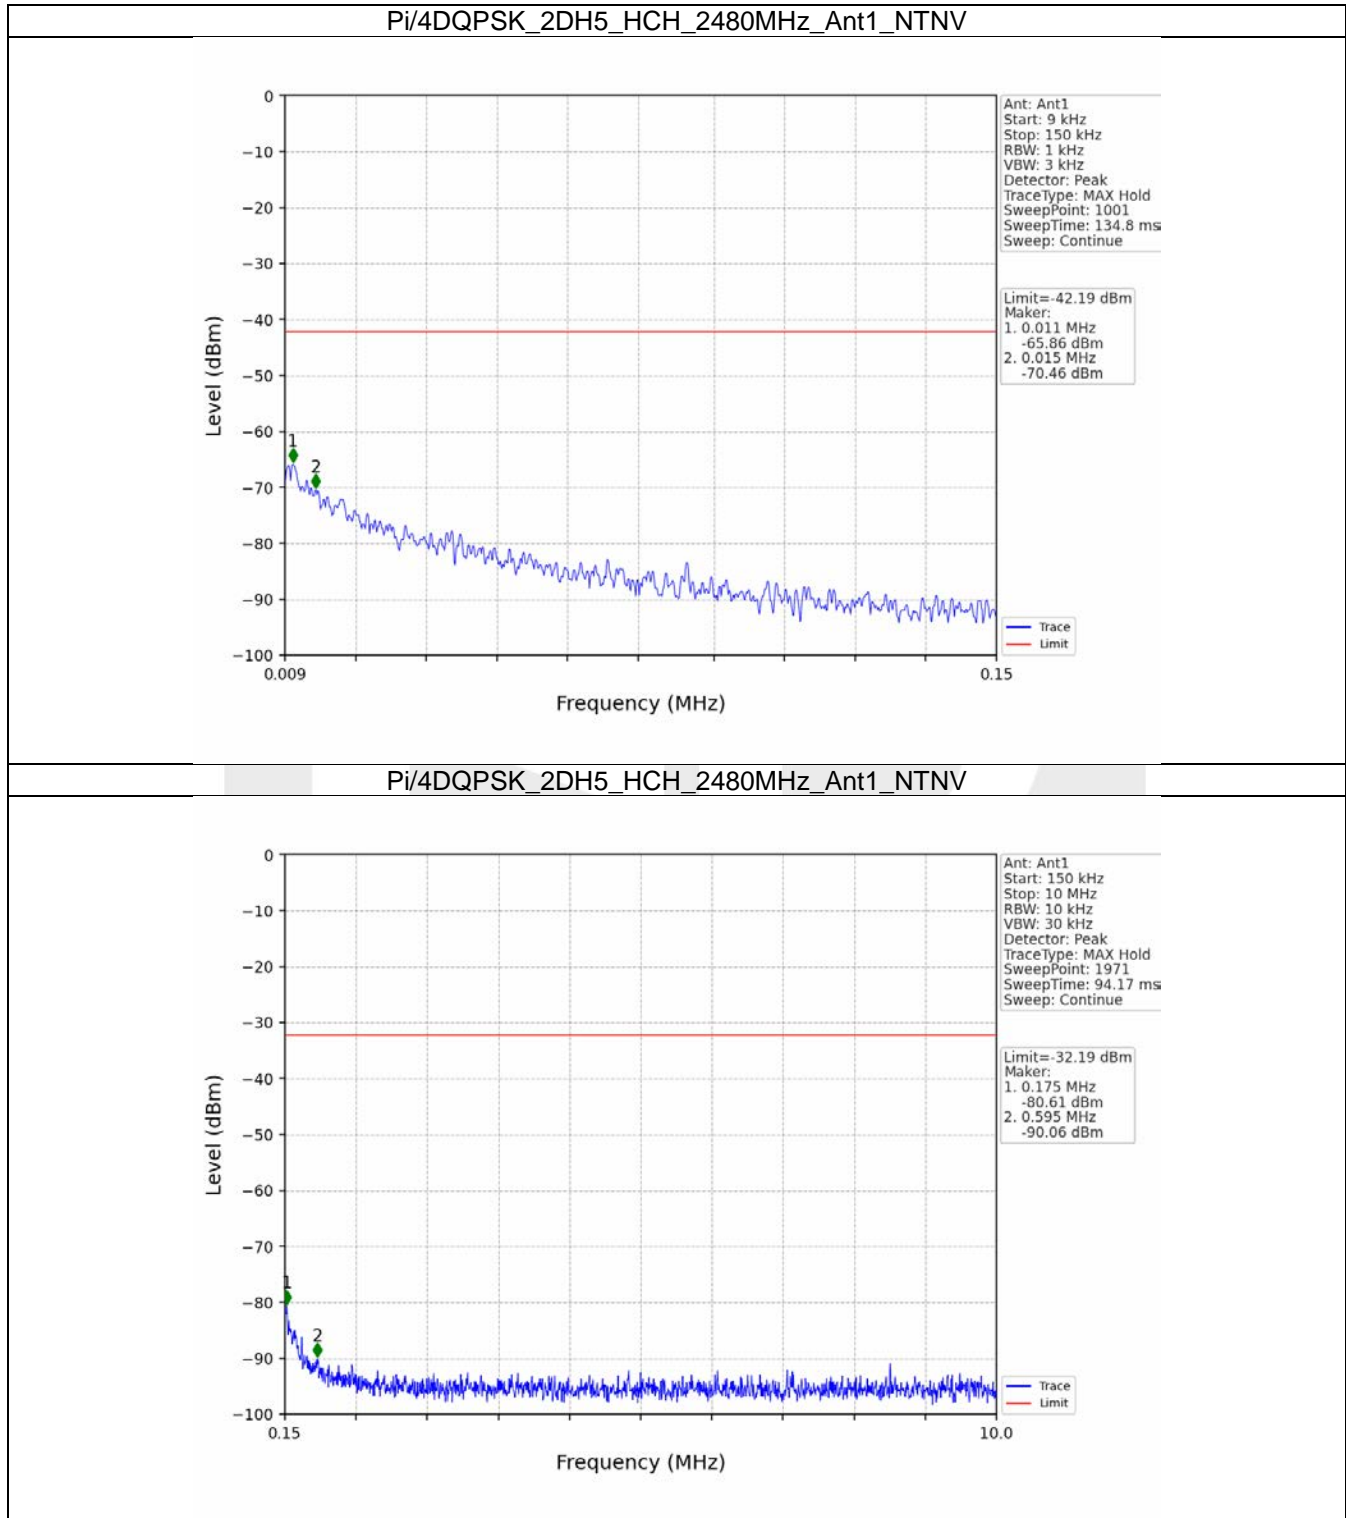 Pi/4DQPSK_2DH5_HCH_2480MHz_Ant1_NTNV
0
−10
−20
−30
−40
−50
−60
−70
−80
−90
−100
Level (dBm)
1
2
0.009
0.15
Frequency (MHz)
Ant: Ant1
Start: 9 kHz
Stop: 150 kHz
RBW: 1 kHz
VBW: 3 kHz
Detector: Peak
TraceType: MAX Hold
SweepPoint: 1001
SweepTime: 134.8 ms
Sweep: Continue
Limit=-42.19 dBm
Maker:
1. 0.011 MHz
-65.86 dBm
2. 0.015 MHz
-70.46 dBm
Trace
Limit
Pi/4DQPSK_2DH5_HCH_2480MHz_Ant1_NTNV
0
−10
−20
−30
−40
−50
−60
−70
−80
−90
−100
Level (dBm)
1
2
0.15
10.0
Frequency (MHz)
Ant: Ant1
Start: 150 kHz
Stop: 10 MHz
RBW: 10 kHz
VBW: 30 kHz
Detector: Peak
TraceType: MAX Hold
SweepPoint: 1971
SweepTime: 94.17 ms
Sweep: Continue
Limit=-32.19 dBm
Maker:
1. 0.175 MHz
-80.61 dBm
2. 0.595 MHz
-90.06 dBm
Trace
Limit